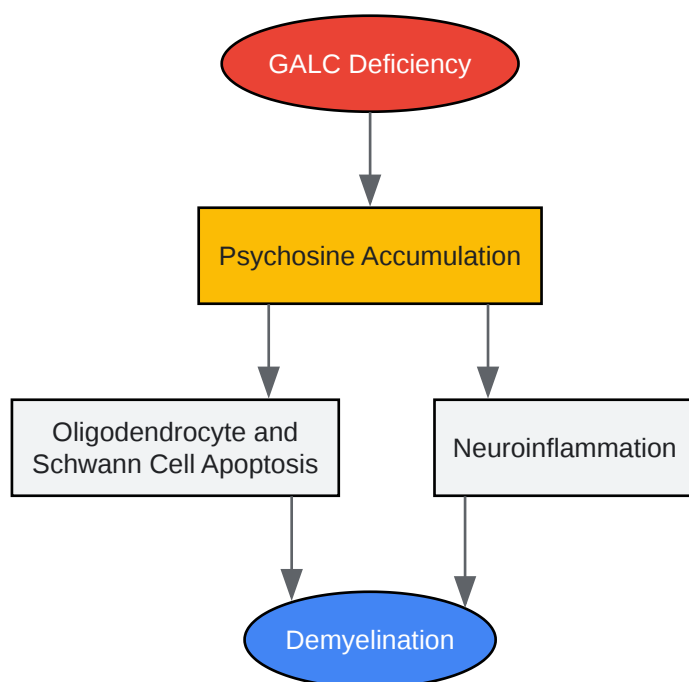 GALC Deficiency
Psychosine Accumulation
Oligodendrocyte and
Schwann Cell Apoptosis
Neuroinflammation
Demyelination